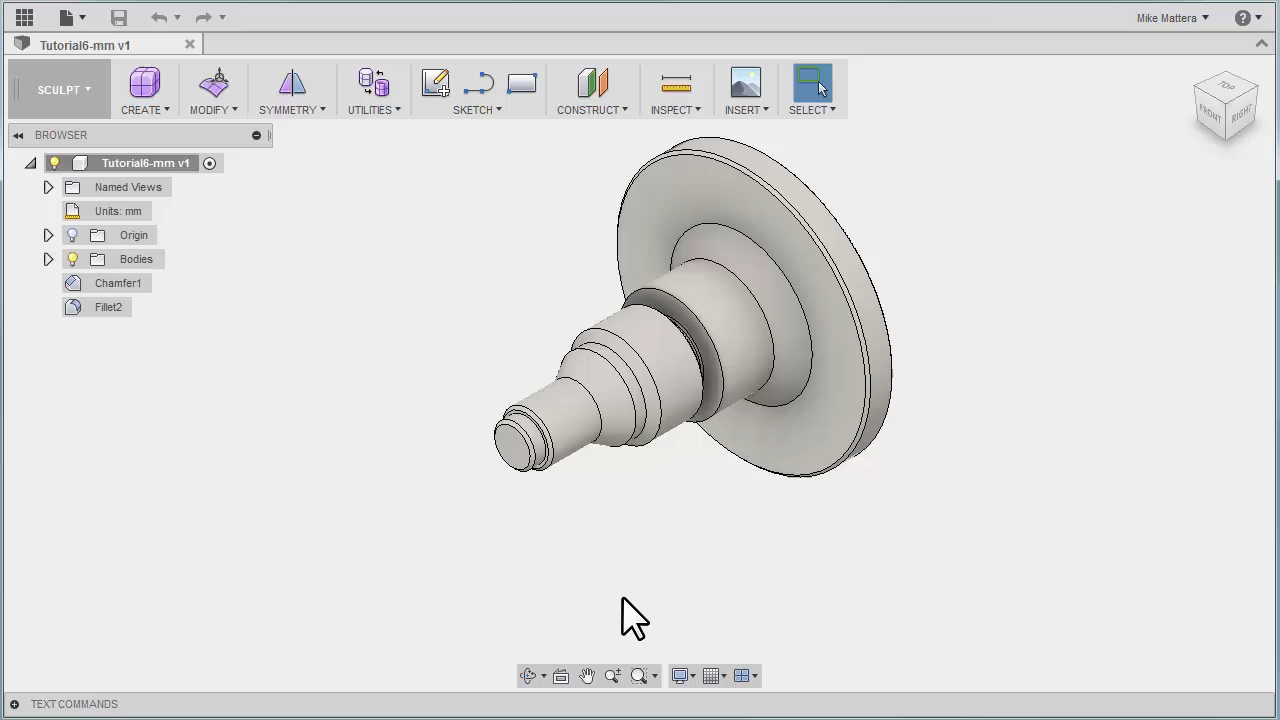 Mike Mattera
Tutorial6-mm v1
SCULPT
CREATE
MODIFY
SYMMETRY
UTILITIES
SKETCH
CONSTRUCT
INSPECT
INSERT
SELECT
TOP
FRONT
RIGHT
BROWSER
Tutorial6-mm v1
Named Views
Units: mm
Origin
Bodies
Chamfer1
Fillet2
TEXT COMMANDS